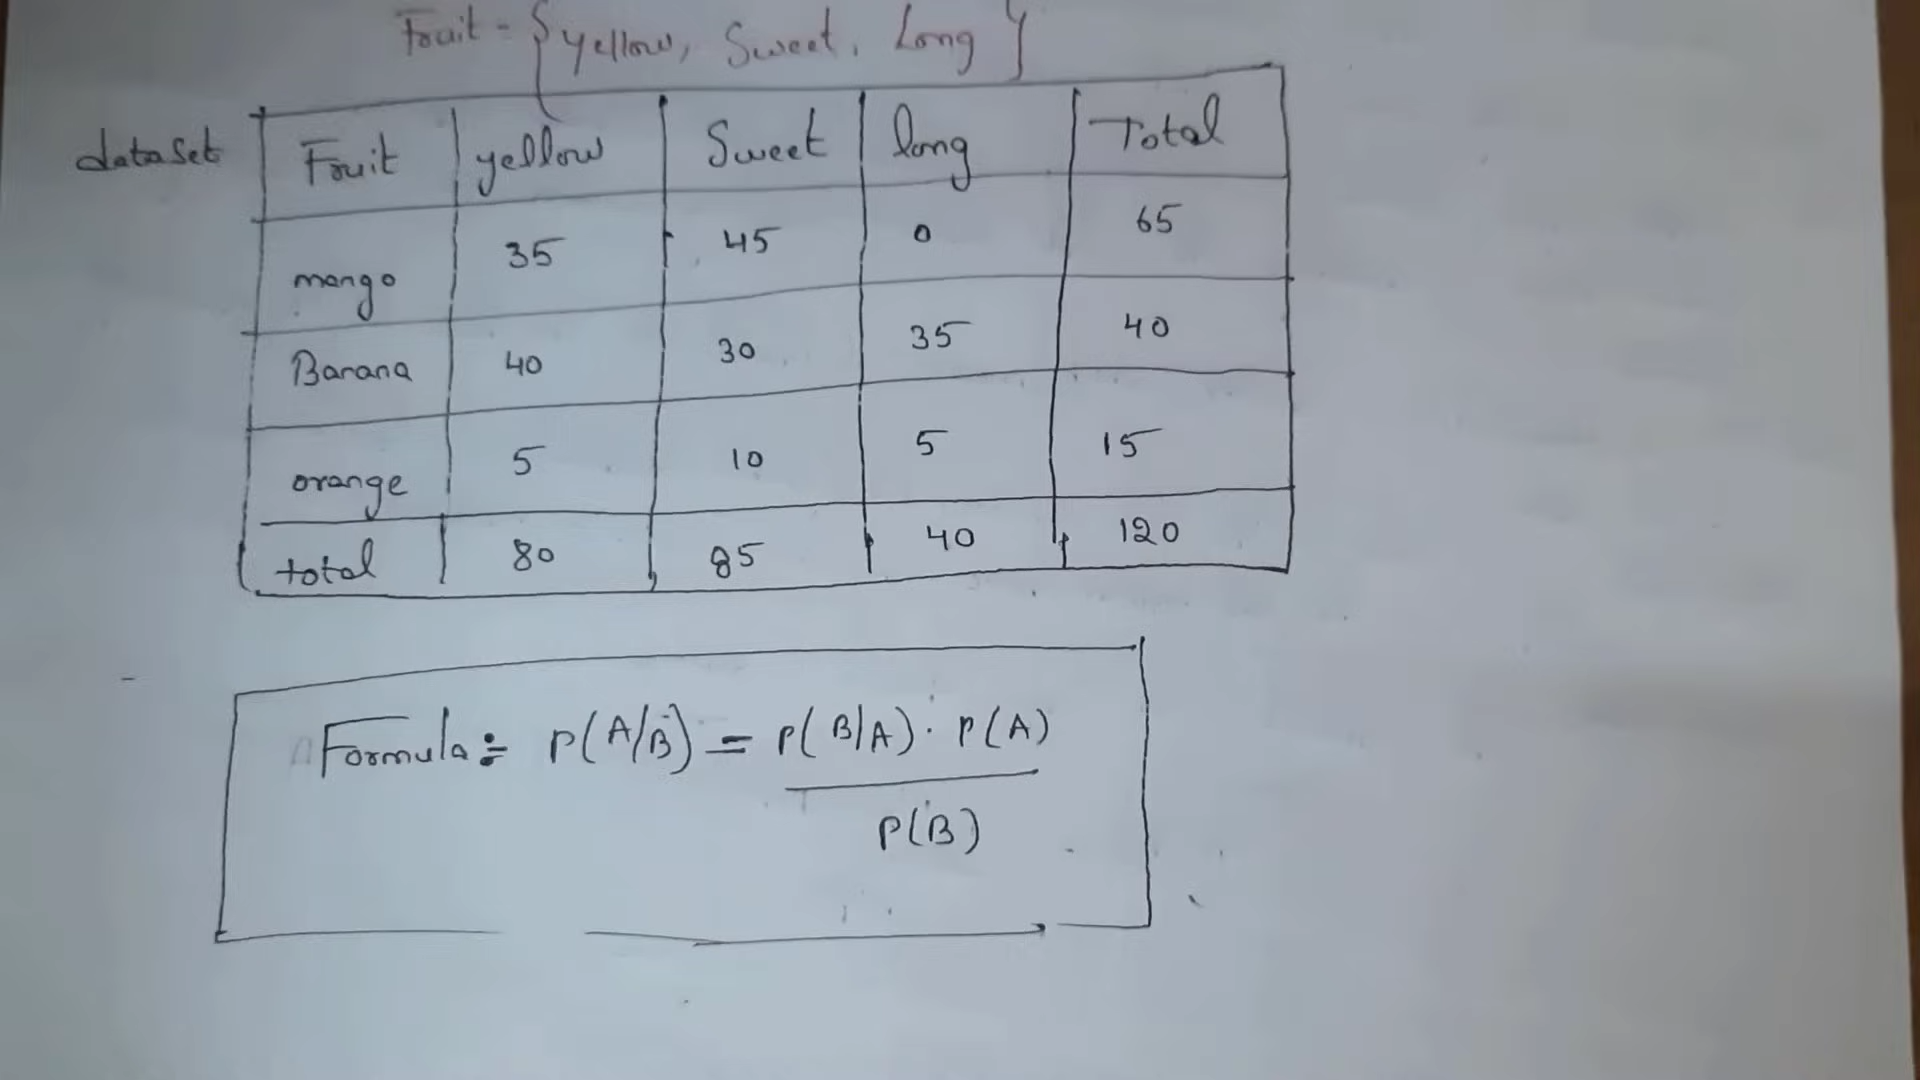 Fruit = {yellow, Sweet, Long}
dataset
Fruit yellow Sweet long Total
mango 35 45 0 65
Banana 40 30 35 40
orange 5 10 5 15
total 80 85 40 120
Formula: P(A/B) = P(B/A) · P(A)
P(B)